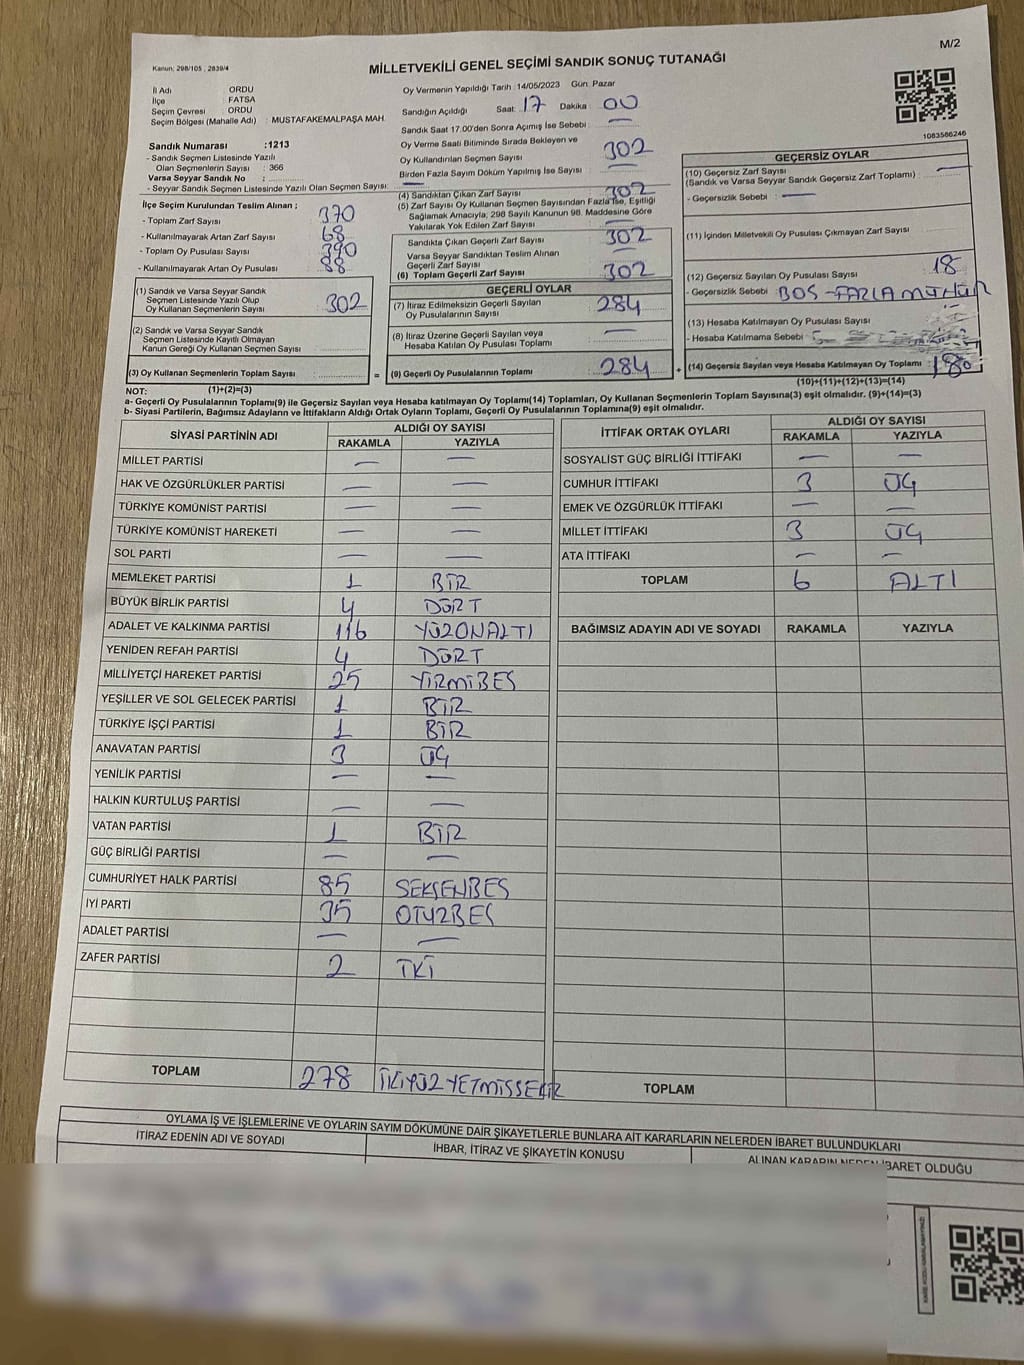 M/2
Kanun: 298/105 , 2839/4
MİLLETVEKİLİ GENEL SEÇİMİ SANDIK SONUÇ TUTANAĞI
İl Adı ORDU
İlçe FATSA
Seçim Çevresi ORDU
Seçim Bölgesi (Mahalle Adı) : MUSTAFAKEMALPAŞA MAH.
Sandık Numarası :1213
- Sandık Seçmen Listesinde Yazılı
Olan Seçmenlerin Sayısı : 366
Varsa Seyyar Sandık No :
- Seyyar Sandık Seçmen Listesinde Yazılı Olan Seçmen Sayısı: —
İlçe Seçim Kurulundan Teslim Alınan ;
- Toplam Zarf Sayısı 370
- Kullanılmayarak Artan Zarf Sayısı 68
- Toplam Oy Pusulası Sayısı 390
- Kullanılmayarak Artan Oy Pusulası 88
(1) Sandık ve Varsa Seyyar Sandık
Seçmen Listesinde Yazılı Olup
Oy Kullanan Seçmenlerin Sayısı 302
(2) Sandık ve Varsa Seyyar Sandık
Seçmen Listesinde Kayıtlı Olmayan
Kanun Gereği Oy Kullanan Seçmen Sayısı
(3) Oy Kullanan Seçmenlerin Toplam Sayısı =
Oy Vermenin Yapıldığı Tarih :14/05/2023 Gün: Pazar
Sandığın Açıldığı Saat: 17 Dakika : 00
Sandık Saat 17.00'den Sonra Açımış İse Sebebi : —
Oy Verme Saati Bitiminde Sırada Bekleyen ve
Oy Kullandırılan Seçmen Sayısı 302
Birden Fazla Sayım Döküm Yapılmış İse Sayısı : —
(4) Sandıktan Çıkan Zarf Sayısı 302
(5) Zarf Sayısı Oy Kullanan Seçmen Sayısından Fazla İse, Eşitliği
Sağlamak Amacıyla; 298 Sayılı Kanunun 98. Maddesine Göre
Yakılarak Yok Edilen Zarf Sayısı —
Sandıkta Çıkan Geçerli Zarf Sayısı 302
Varsa Seyyar Sandıktan Teslim Alınan
Geçerli Zarf Sayısı —
(6) Toplam Geçerli Zarf Sayısı 302
GEÇERLİ OYLAR
(7) İtiraz Edilmeksizin Geçerli Sayılan
Oy Pusulalarının Sayısı 284
(8) İtiraz Üzerine Geçerli Sayılan veya
Hesaba Katılan Oy Pusulası Toplamı —
(9) Geçerli Oy Pusulalarının Toplamı 284 +
1083586246
GEÇERSİZ OYLAR
(10) Geçersiz Zarf Sayısı
(Sandık ve Varsa Seyyar Sandık Geçersiz Zarf Toplamı) : —
- Geçersizlik Sebebi : —
(11) İçinden Milletvekili Oy Pusulası Çıkmayan Zarf Sayısı —
(12) Geçersiz Sayılan Oy Pusulası Sayısı 18
- Geçersizlik Sebebi BOŞ-FAZLA MÜHÜR
(13) Hesaba Katılmayan Oy Pusulası Sayısı
- Hesaba Katılmama Sebebi
(14) Geçersiz Sayılan veya Hesaba Katılmayan Oy Toplamı : 18
NOT: (1)+(2)=(3) (10)+(11)+(12)+(13)=(14)
a- Geçerli Oy Pusulalarının Toplamı(9) ile Geçersiz Sayılan veya Hesaba Katılmayan oy Toplamı(14) Toplamları, Oy Kullanan Seçmenlerin Toplam Sayısına(3) eşit olmalıdır. (9)+(14)=(3)
b- Siyasi Partilerin, Bağımsız Adayların ve İttifakların Aldığı Ortak Oyların Toplamı, Geçerli Oy Pusulalarının Toplamına(9) eşit olmalıdır.
SİYASİ PARTİNİN ADI ALDIĞI OY SAYISI
RAKAMLA YAZIYLA
MİLLET PARTİSİ — —
HAK VE ÖZGÜRLÜKLER PARTİSİ — —
TÜRKİYE KOMÜNİST PARTİSİ — —
TÜRKİYE KOMÜNİST HAREKETİ — —
SOL PARTİ — —
MEMLEKET PARTİSİ 1 BİR
BÜYÜK BİRLİK PARTİSİ 4 DÖRT
ADALET VE KALKINMA PARTİSİ 116 YÜZONALTI
YENİDEN REFAH PARTİSİ 4 DÖRT
MİLLİYETÇİ HAREKET PARTİSİ 25 YİRMİBEŞ
YEŞİLLER VE SOL GELECEK PARTİSİ 1 BİR
TÜRKİYE İŞÇİ PARTİSİ 1 BİR
ANAVATAN PARTİSİ 3 ÜÇ
YENİLİK PARTİSİ — —
HALKIN KURTULUŞ PARTİSİ — —
VATAN PARTİSİ 1 BİR
GÜÇ BİRLİĞİ PARTİSİ — —
CUMHURİYET HALK PARTİSİ 85 SEKSENBEŞ
İYİ PARTİ 35 OTUZBEŞ
ADALET PARTİSİ — —
ZAFER PARTİSİ 2 İKİ
TOPLAM 278 İKİYÜZYETMİŞSEKİZ
İTTİFAK ORTAK OYLARI ALDIĞI OY SAYISI
RAKAMLA YAZIYLA
SOSYALIST GÜÇ BİRLİĞİ İTTİFAKI — —
CUMHUR İTTİFAKI 3 ÜÇ
EMEK VE ÖZGÜRLÜK İTTİFAKI — —
MİLLET İTTİFAKI 3 ÜÇ
ATA İTTİFAKI — —
TOPLAM 6 ALTI
BAĞIMSIZ ADAYIN ADI VE SOYADI RAKAMLA YAZIYLA
TOPLAM
OYLAMA İŞ VE İŞLEMLERİNE VE OYLARIN SAYIM DÖKÜMÜNE DAİR ŞİKAYETLERLE BUNLARA AİT KARARLARIN NELERDEN İBARET BULUNDUKLARI
İTİRAZ EDENİN ADI VE SOYADI
İHBAR, İTİRAZ VE ŞİKAYETİN KONUSU
ALINAN KARARIN NEDEN İBARET OLDUĞU